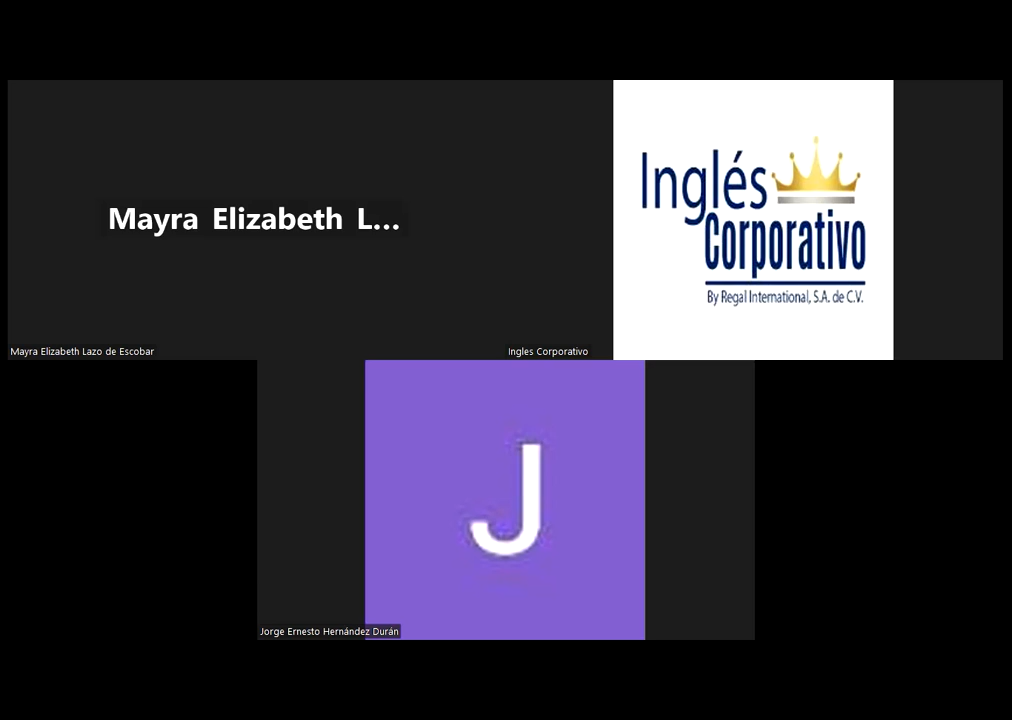 Mayra Elizabeth L...
Inglés
Corporativo
By Regal International, S.A. de C.V.
Mayra Elizabeth Lazo de Escobar
Ingles Corporativo
J
Jorge Ernesto Hernández Durán